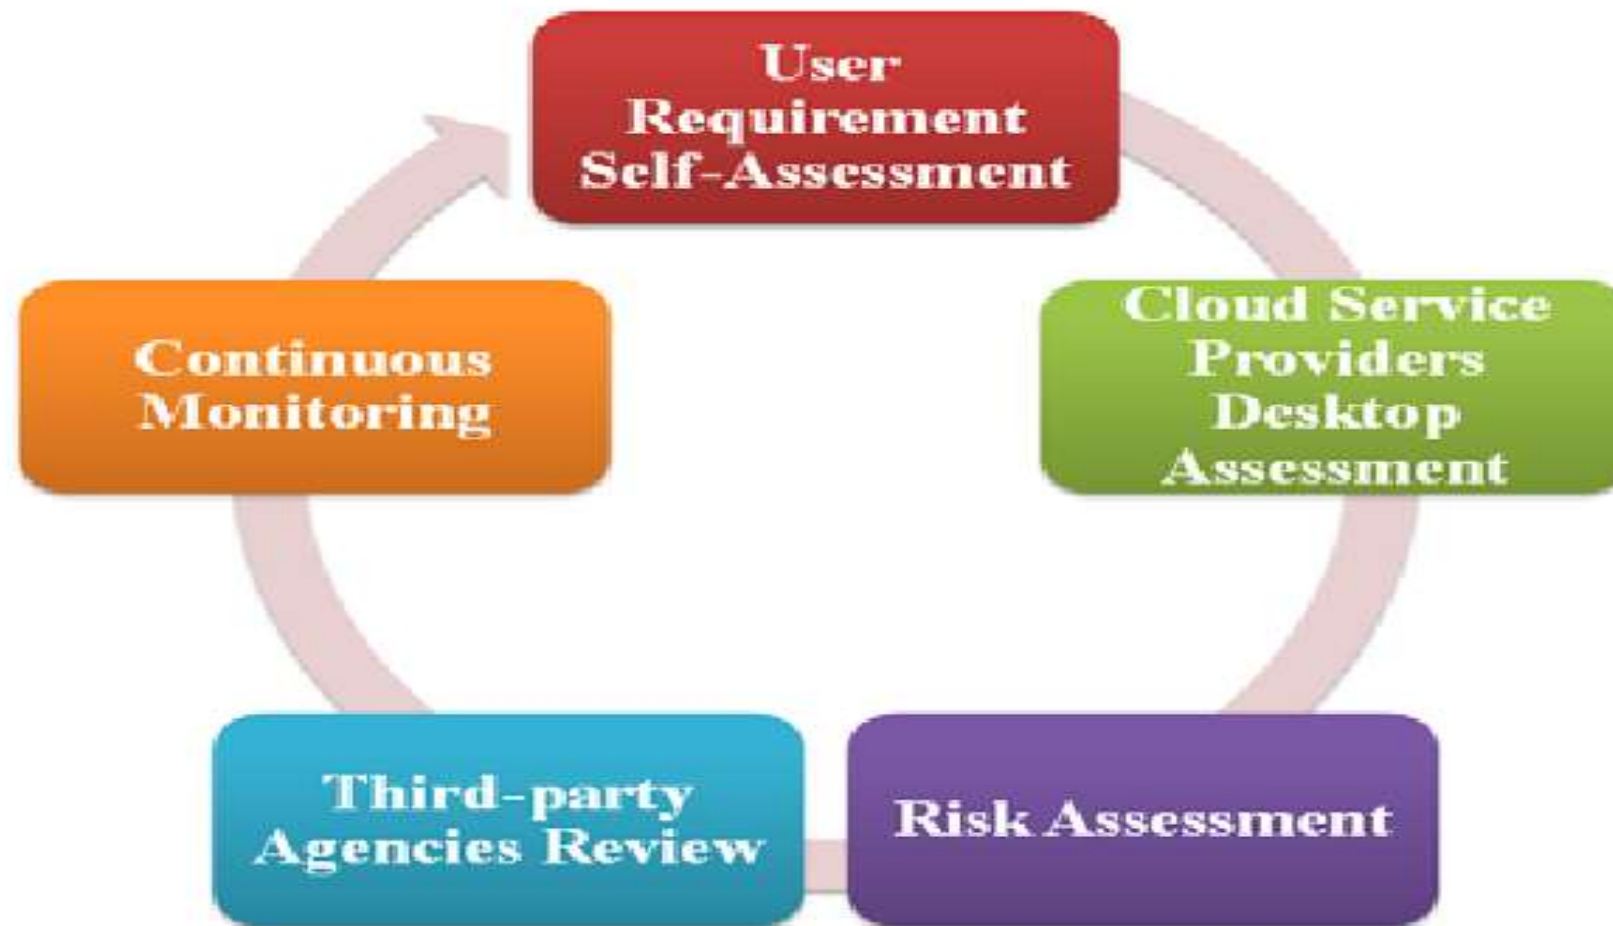 User
Requirement
Self-Assessment
Cloud Service
Providers
Desktop
Assessment
Risk Assessment
Third-party
Agencies Review
Continuous
Monitoring